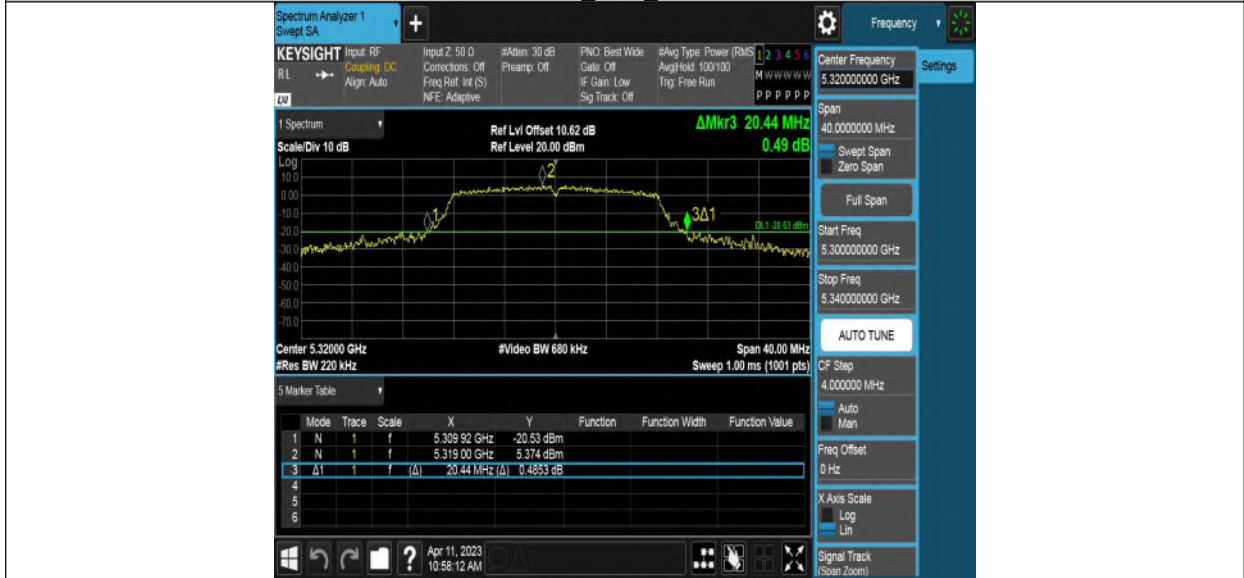 Spectrum Analyzer 1
Swept SA
+
Frequency
KEYSIGHT
RL
LXI
Input: RF
Coupling: DC
Align: Auto
Input Z: 50 Ω
Corrections: Off
Freq Ref: Int (S)
NFE: Adaptive
#Atten: 30 dB
Preamp: Off
PNO: Best Wide
Gate: Off
IF Gain: Low
Sig Track: Off
#Avg Type: Power (RMS
Avg|Hold: 100/100
Trig: Free Run
1 2 3 4 5 6
M W W W W W
P P P P P P
1 Spectrum
Scale/Div 10 dB
Ref Lvl Offset 10.62 dB
Ref Level 20.00 dBm
ΔMkr3 20.44 MHz
0.49 dB
Log
10.0
0.00
-10.0
-20.0
-30.0
-40.0
-50.0
-60.0
-70.0
1
2
3Δ1
DL1 -20.63 dBm
Center 5.32000 GHz
#Res BW 220 kHz
#Video BW 680 kHz
Span 40.00 MHz
Sweep 1.00 ms (1001 pts)
5 Marker Table
Mode Trace Scale X Y Function Function Width Function Value
1 N 1 f 5.309 92 GHz -20.53 dBm
2 N 1 f 5.319 00 GHz 5.374 dBm
3 Δ1 1 f (Δ) 20.44 MHz (Δ) 0.4853 dB
4
5
6
?
Apr 11, 2023
10:58:12 AM
Center Frequency
5.320000000 GHz
Settings
Span
40.0000000 MHz
Swept Span
Zero Span
Full Span
Start Freq
5.300000000 GHz
Stop Freq
5.340000000 GHz
AUTO TUNE
CF Step
4.000000 MHz
Auto
Man
Freq Offset
0 Hz
X Axis Scale
Log
Lin
Signal Track
(Span Zoom)